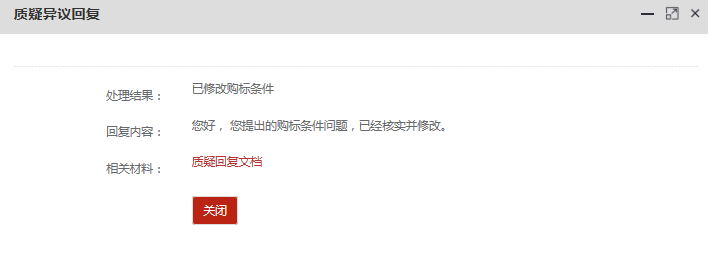 质疑异议回复
处理结果： 已修改购标条件
回复内容： 您好， 您提出的购标条件问题，已经核实并修改。
相关材料： 质疑回复文档
关闭